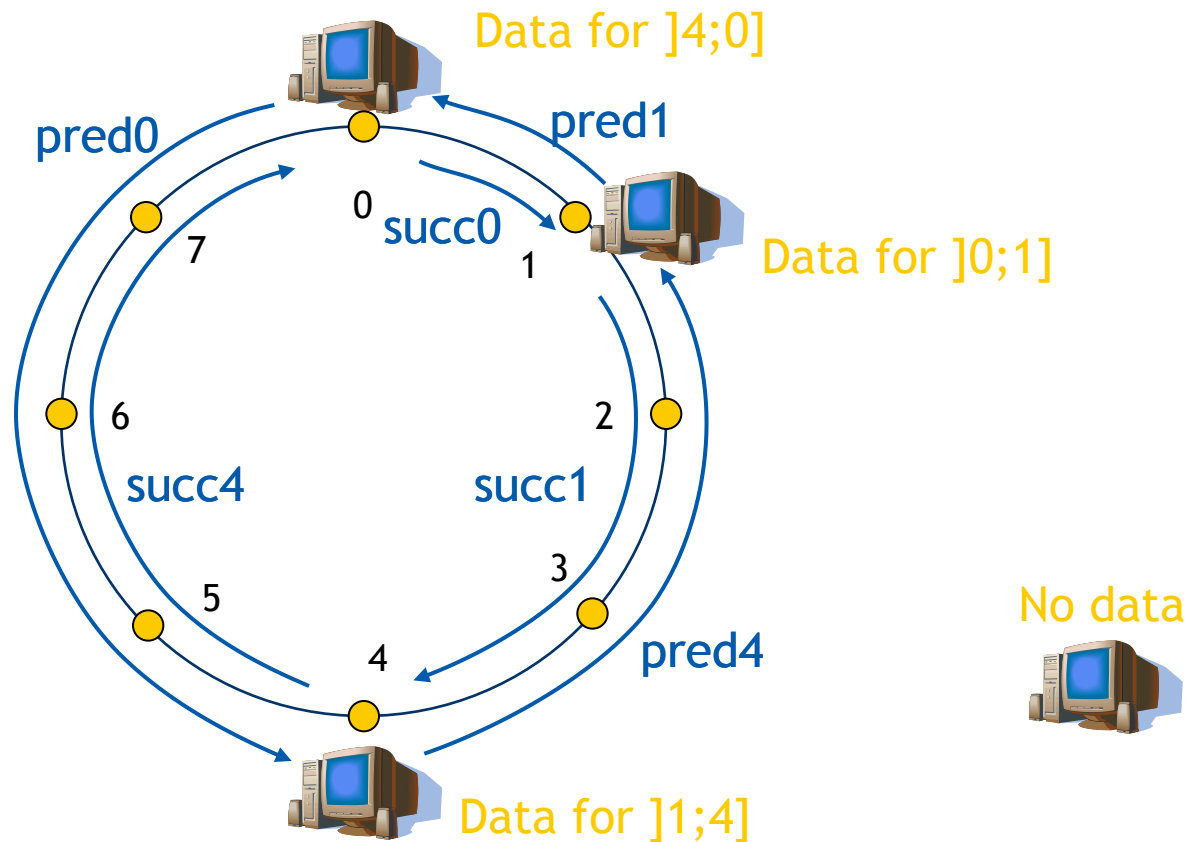 Data for ]4;0]
pred0
pred1
0
succ0
7
1
Data for ]0;1]
6
2
succ4
succ1
3
5
No data
4
pred4
Data for ]1;4]